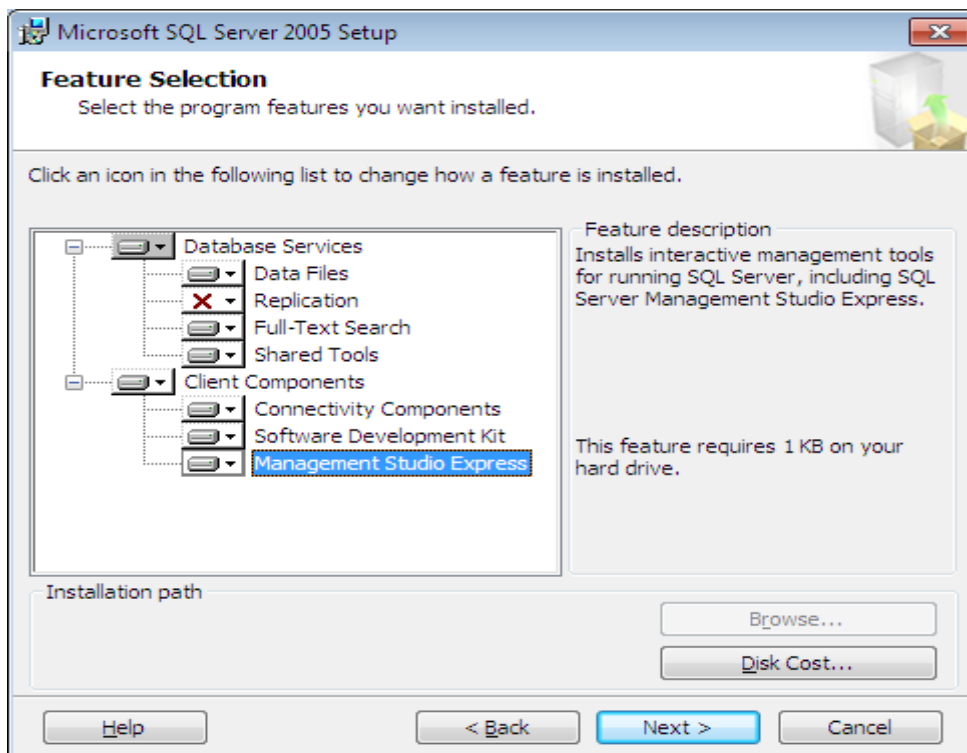 Microsoft SQL Server 2005 Setup
Feature Selection
Select the program features you want installed.
Click an icon in the following list to change how a feature is installed.
Database Services
Data Files
Replication
Full-Text Search
Shared Tools
Client Components
Connectivity Components
Software Development Kit
Management Studio Express
Feature description
Installs interactive management tools
for running SQL Server, including SQL
Server Management Studio Express.
This feature requires 1 KB on your
hard drive.
Installation path
Browse...
Disk Cost...
Help
< Back
Next >
Cancel